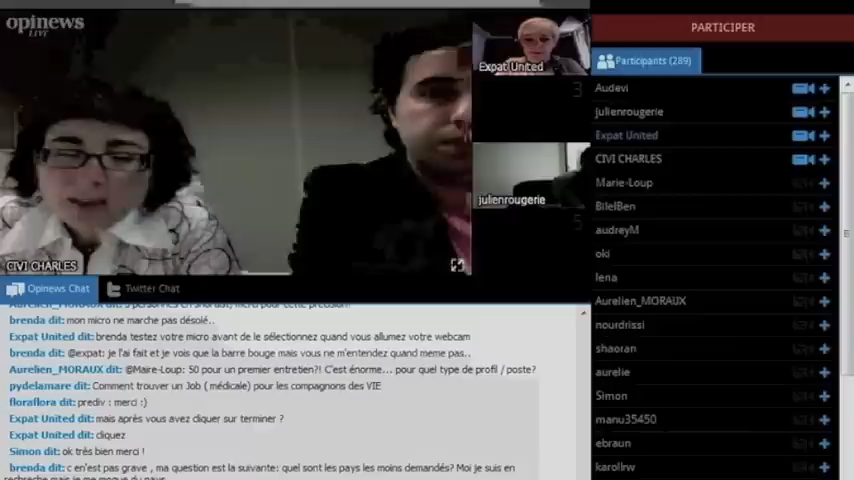 opinews
LIVE
Expat United
3
julienrougerie
5
CIVI CHARLES
PARTICIPER
Participants (289)
Audevi
julienrougerie
Expat United
CIVI CHARLES
Marie-Loup
BilelBen
audreyM
oki
lena
Aurelien_MORAUX
nourdrissi
shaoran
aurelie
Simon
manu35450
ebraun
karollrw
Opinews Chat
Twitter Chat
brenda dit: mon micro ne marche pas désolé..
Expat United dit: brenda testez votre micro avant de le sélectionnez quand vous allumez votre webcam
brenda dit: @expat: je l'ai fait et je vois que la barre bouge mais vous ne m'entendez quand meme pas..
Aurelien_MORAUX dit: @Maire-Loup: 50 pour un premier entretien?! C'est énorme... pour quel type de profil / poste?
pydelamare dit: Comment trouver un Job ( médicale) pour les compagnons des VIE
floraflora dit: prediv : merci :)
Expat United dit: mais après vous avez cliquer sur terminer ?
Expat United dit: cliquez
Simon dit: ok très bien merci !
brenda dit: c en'est pas grave , ma question est la suivante: quel sont les pays les moins demandés? Moi je suis en